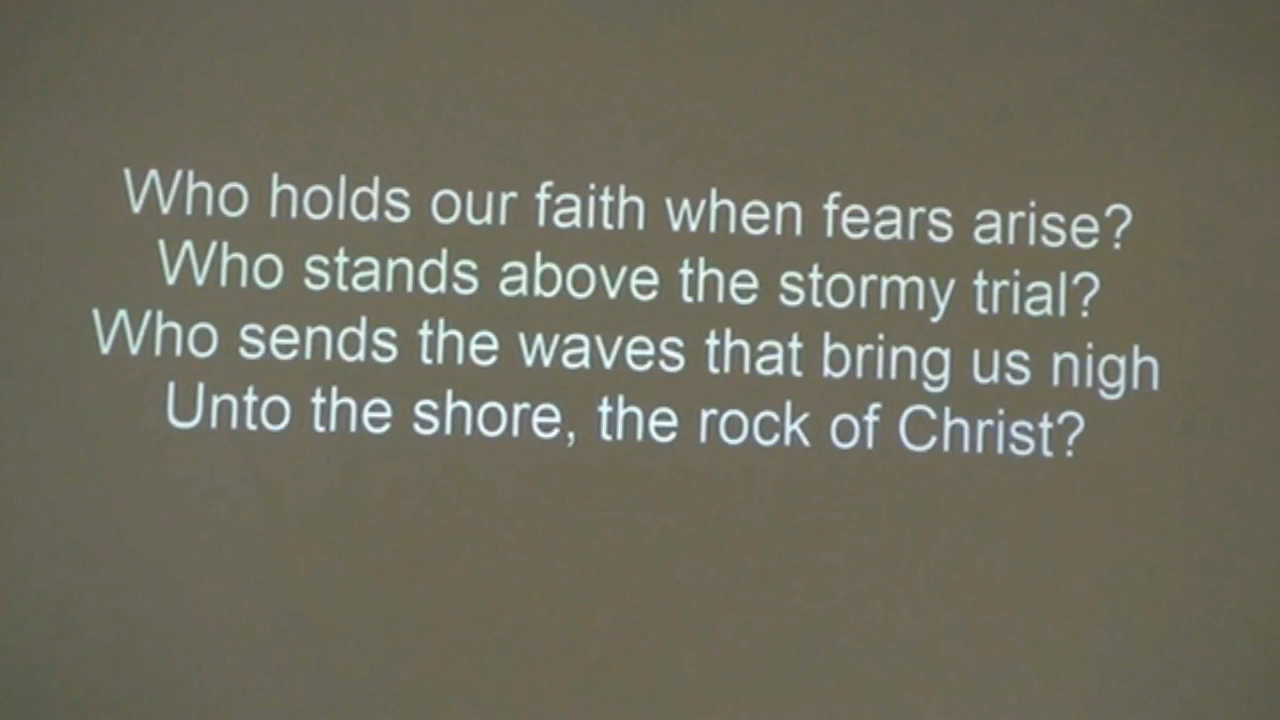 Who holds our faith when fears arise?
Who stands above the stormy trial?
Who sends the waves that bring us nigh
Unto the shore, the rock of Christ?